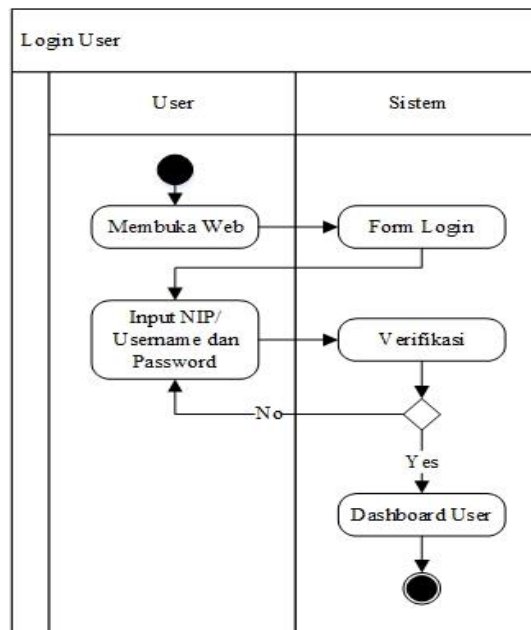 Login User
User
Sistem
Membuka Web
Form Login
Input NIP/
Username dan
Password
Verifikasi
No
Yes
Dashboard User